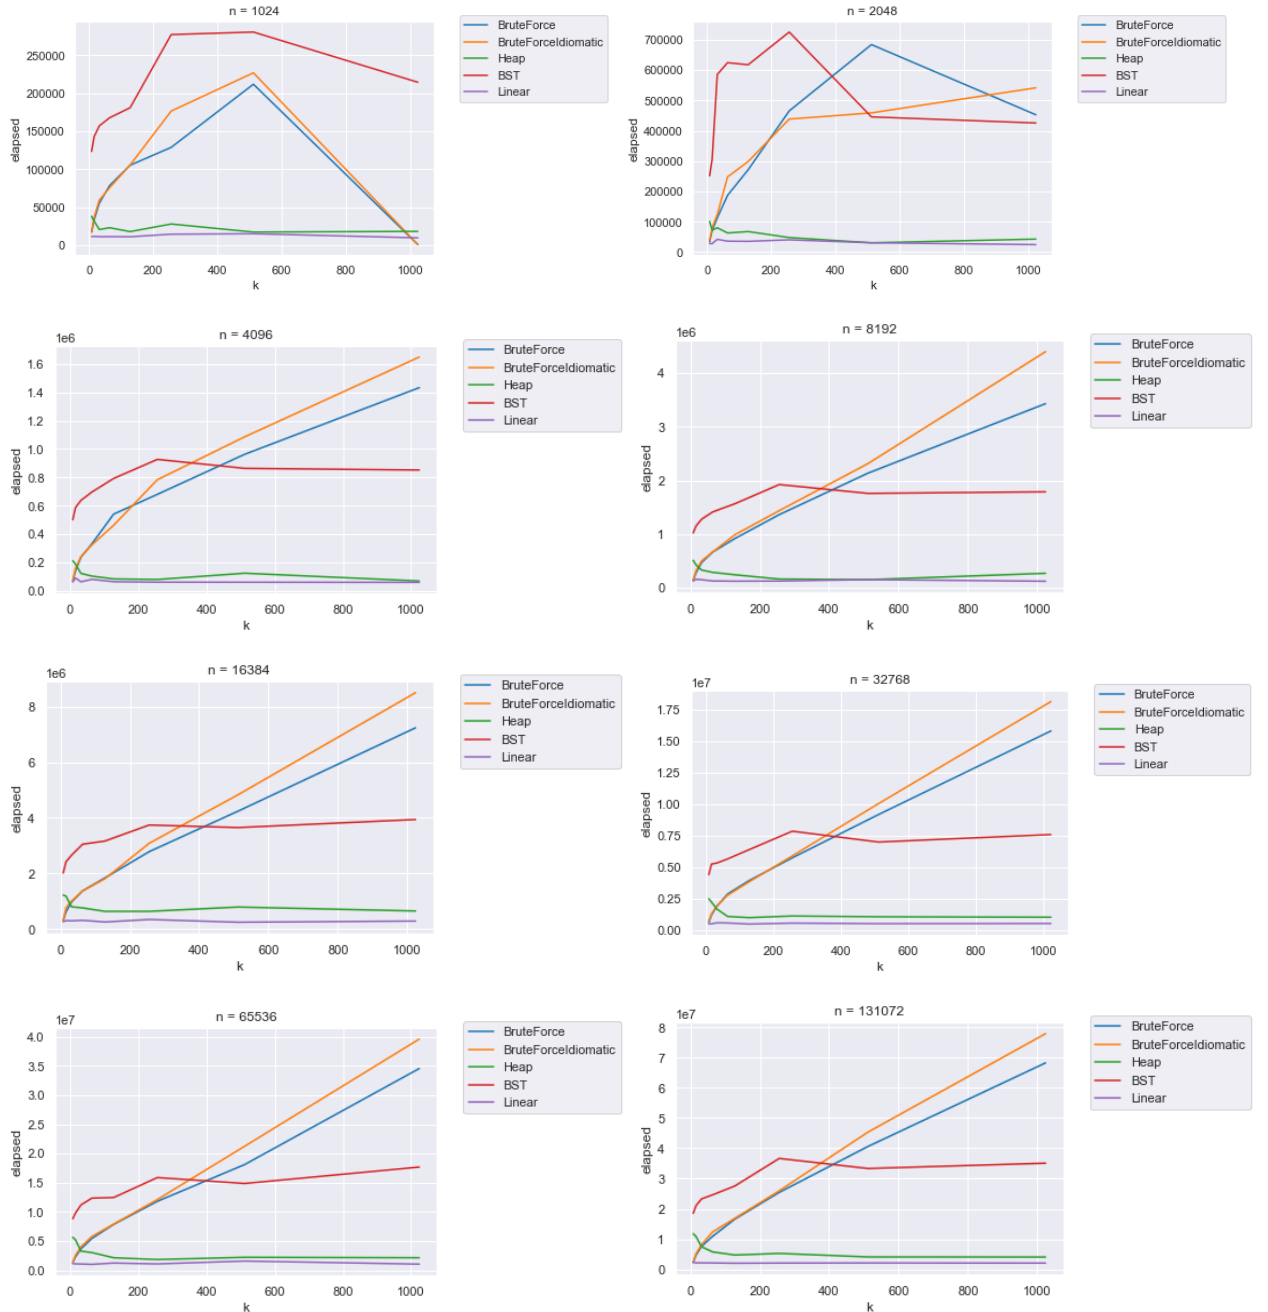 n = 1024
250000
200000
150000
100000
50000
0
elapsed
0 200 400 600 800 1000
k
BruteForce
BruteForceIdiomatic
Heap
BST
Linear
n = 2048
700000
600000
500000
400000
300000
200000
100000
0
elapsed
0 200 400 600 800 1000
k
BruteForce
BruteForceIdiomatic
Heap
BST
Linear
1e6
n = 4096
1.6
1.4
1.2
1.0
0.8
0.6
0.4
0.2
0.0
elapsed
0 200 400 600 800 1000
k
BruteForce
BruteForceIdiomatic
Heap
BST
Linear
1e6
n = 8192
4
3
2
1
0
elapsed
0 200 400 600 800 1000
k
BruteForce
BruteForceIdiomatic
Heap
BST
Linear
1e6
n = 16384
8
6
4
2
0
elapsed
0 200 400 600 800 1000
k
BruteForce
BruteForceIdiomatic
Heap
BST
Linear
1e7
n = 32768
1.75
1.50
1.25
1.00
0.75
0.50
0.25
0.00
elapsed
0 200 400 600 800 1000
k
BruteForce
BruteForceIdiomatic
Heap
BST
Linear
1e7
n = 65536
4.0
3.5
3.0
2.5
2.0
1.5
1.0
0.5
0.0
elapsed
0 200 400 600 800 1000
k
BruteForce
BruteForceIdiomatic
Heap
BST
Linear
1e7
n = 131072
8
7
6
5
4
3
2
1
0
elapsed
0 200 400 600 800 1000
k
BruteForce
BruteForceIdiomatic
Heap
BST
Linear